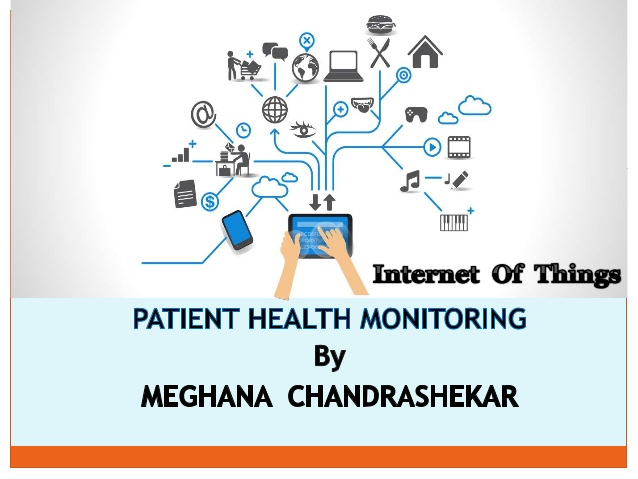 Internet Of Things
PATIENT HEALTH MONITORING
By
MEGHANA CHANDRASHEKAR